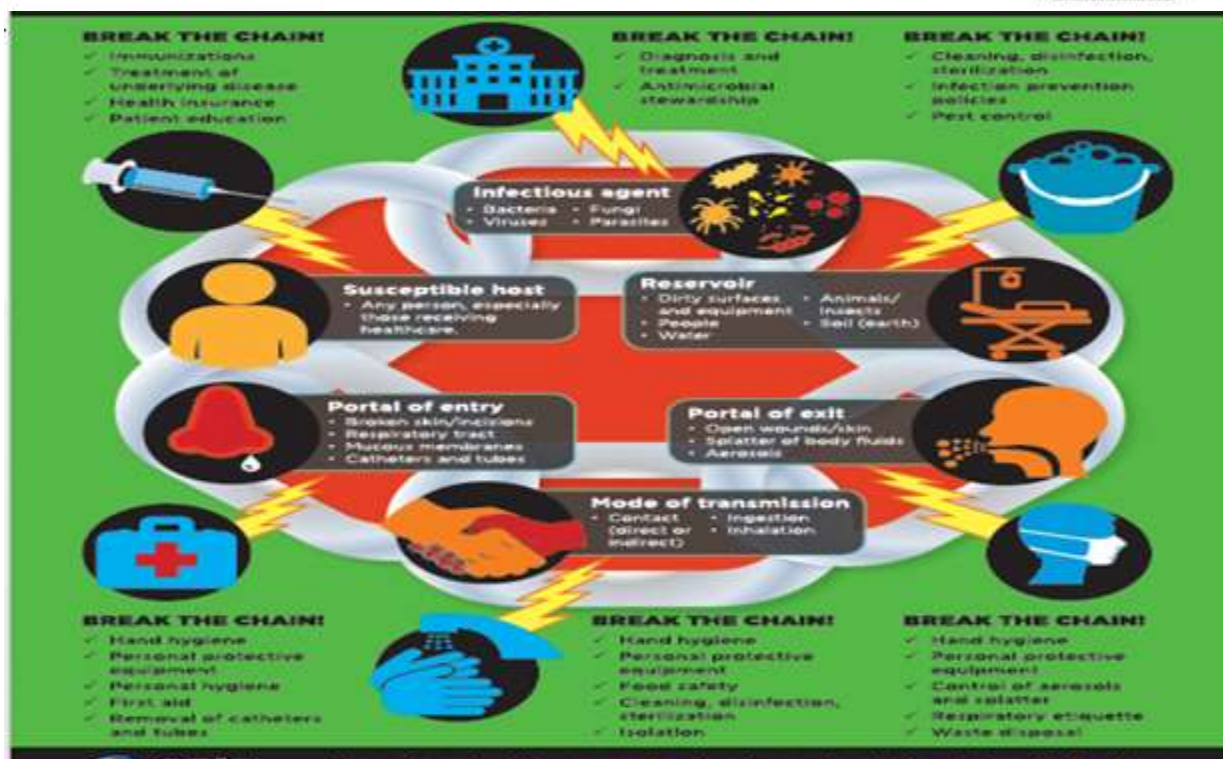 BREAK THE CHAIN!
✓ Immunizations
✓ Treatment of
underlying disease
✓ Health insurance
✓ Patient education
BREAK THE CHAIN!
✓ Diagnosis and
treatment
✓ Antimicrobial
stewardship
BREAK THE CHAIN!
✓ Cleaning, disinfection,
sterilization
✓ Infection prevention
policies
✓ Pest control
Infectious agent
• Bacteria • Fungi
• Viruses • Parasites
Susceptible host
• Any person, especially
those receiving
healthcare.
Reservoir
• Dirty surfaces
and equipment
• People
• Water
• Animals/
insects
• Soil (earth)
Portal of entry
• Broken skin/incisions
• Respiratory tract
• Mucous membranes
• Catheters and tubes
Portal of exit
• Open wounds/skin
• Splatter of body fluids
• Aerosols
Mode of transmission
• Contact
(direct or
indirect)
• Ingestion
• Inhalation
BREAK THE CHAIN!
✓ Hand hygiene
✓ Personal protective
equipment
✓ Personal hygiene
✓ First aid
✓ Removal of catheters
and tubes
BREAK THE CHAIN!
✓ Hand hygiene
✓ Personal protective
equipment
✓ Food safety
✓ Cleaning, disinfection,
sterilization
✓ Isolation
BREAK THE CHAIN!
✓ Hand hygiene
✓ Personal protective
equipment
✓ Control of aerosols
and splatter
✓ Respiratory etiquette
✓ Waste disposal